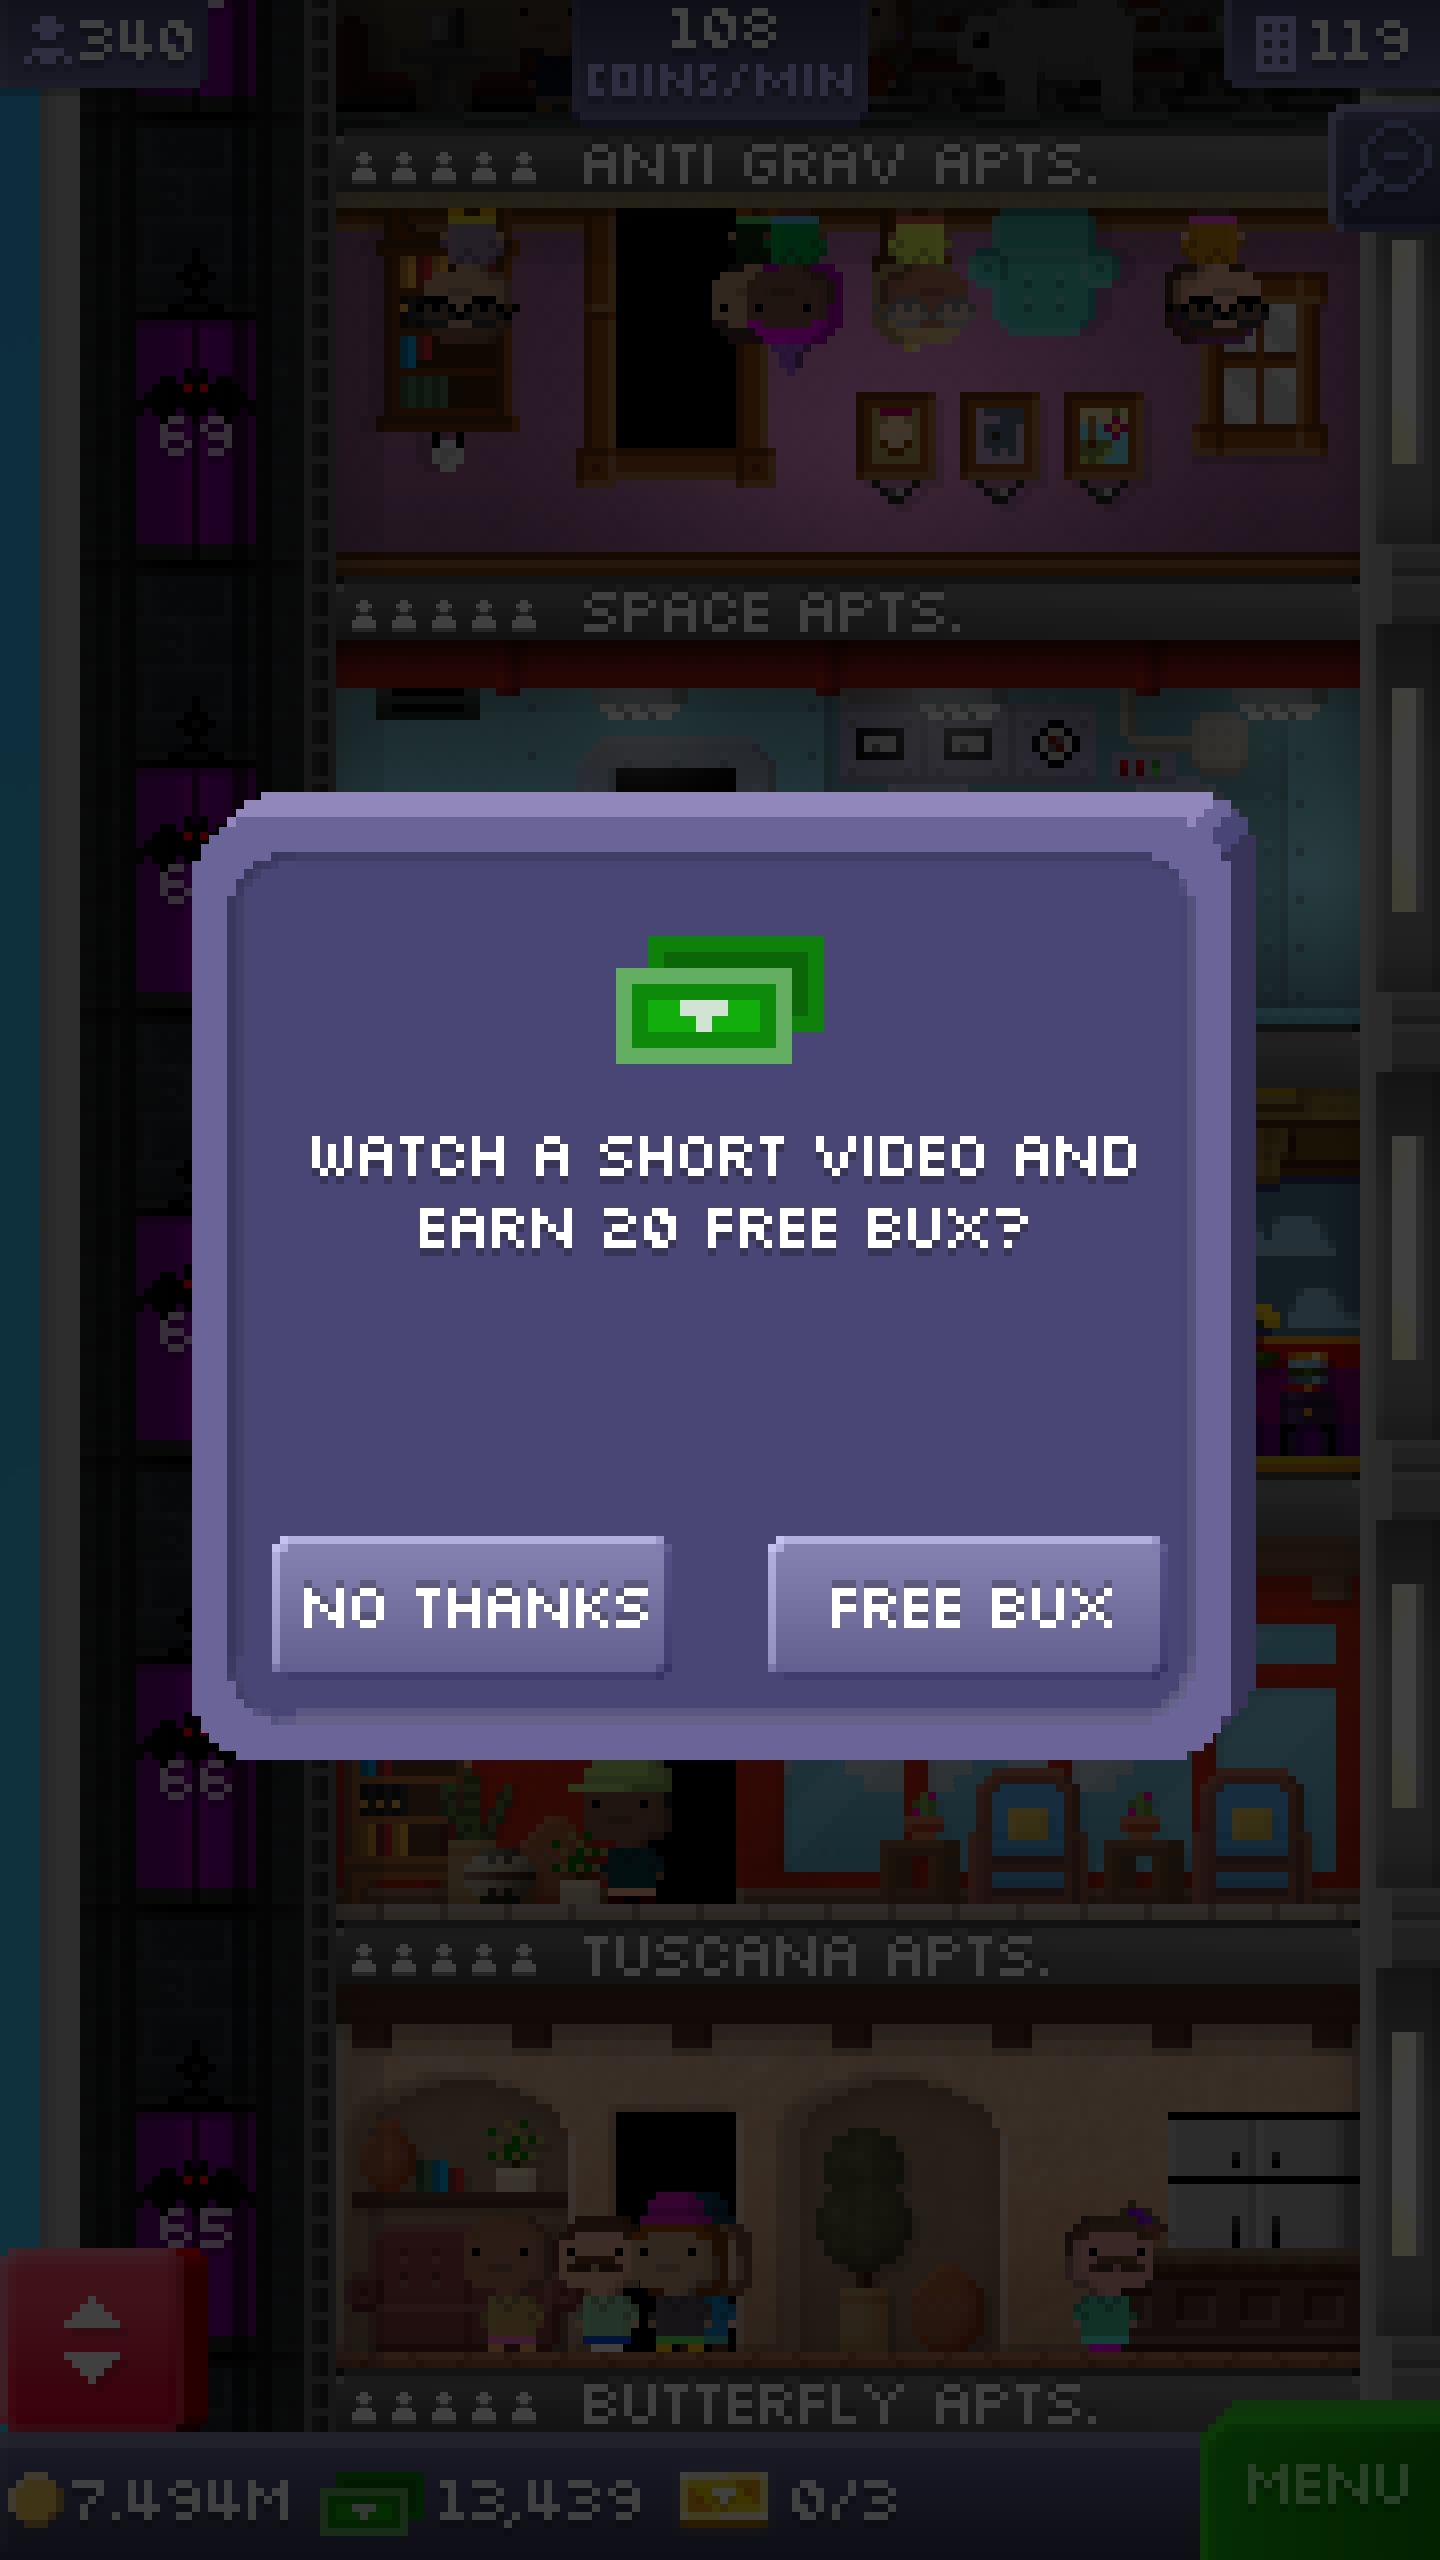 340
108
COINS/MIN
119
ANTI GRAV APTS.
69
SPACE APTS.
WATCH A SHORT VIDEO AND
EARN 20 FREE BUX?
NO THANKS
FREE BUX
66
TUSCANA APTS.
65
BUTTERFLY APTS.
7.494M
13,439
0/3
MENU